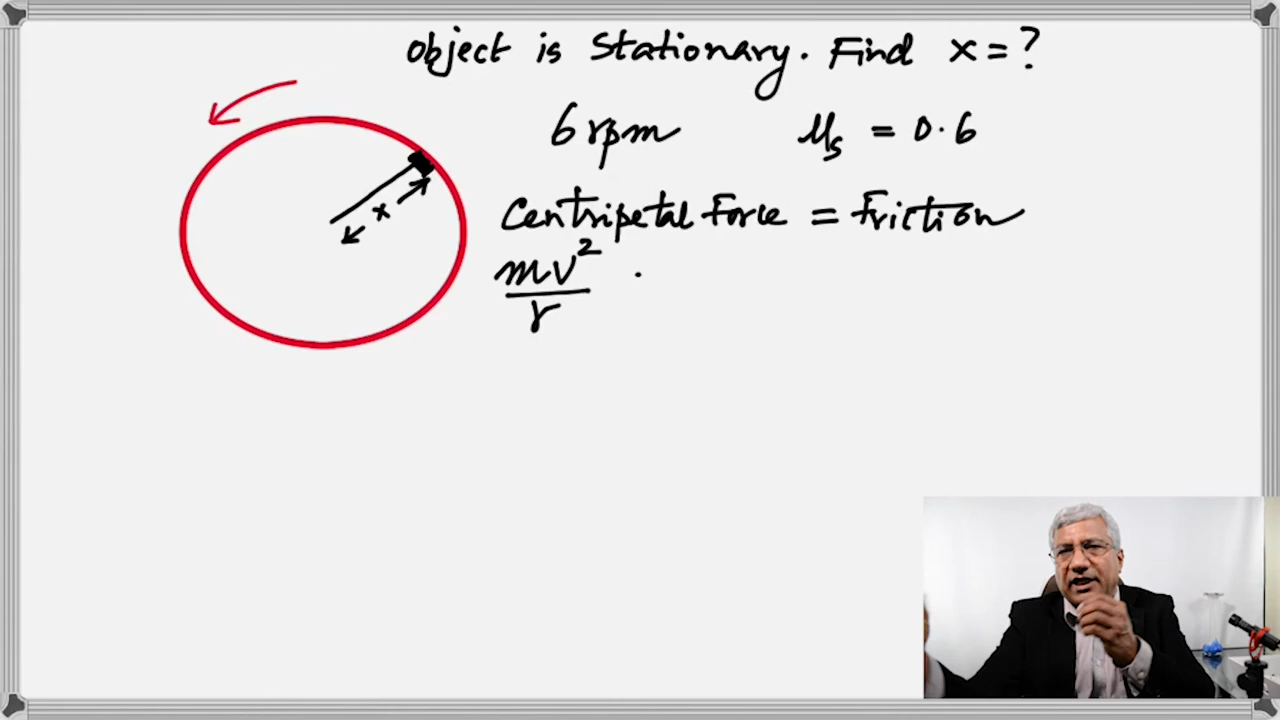 object is Stationary. Find x = ?
6 rpm μs = 0.6
x
Centripetal Force = Friction
mv²
r